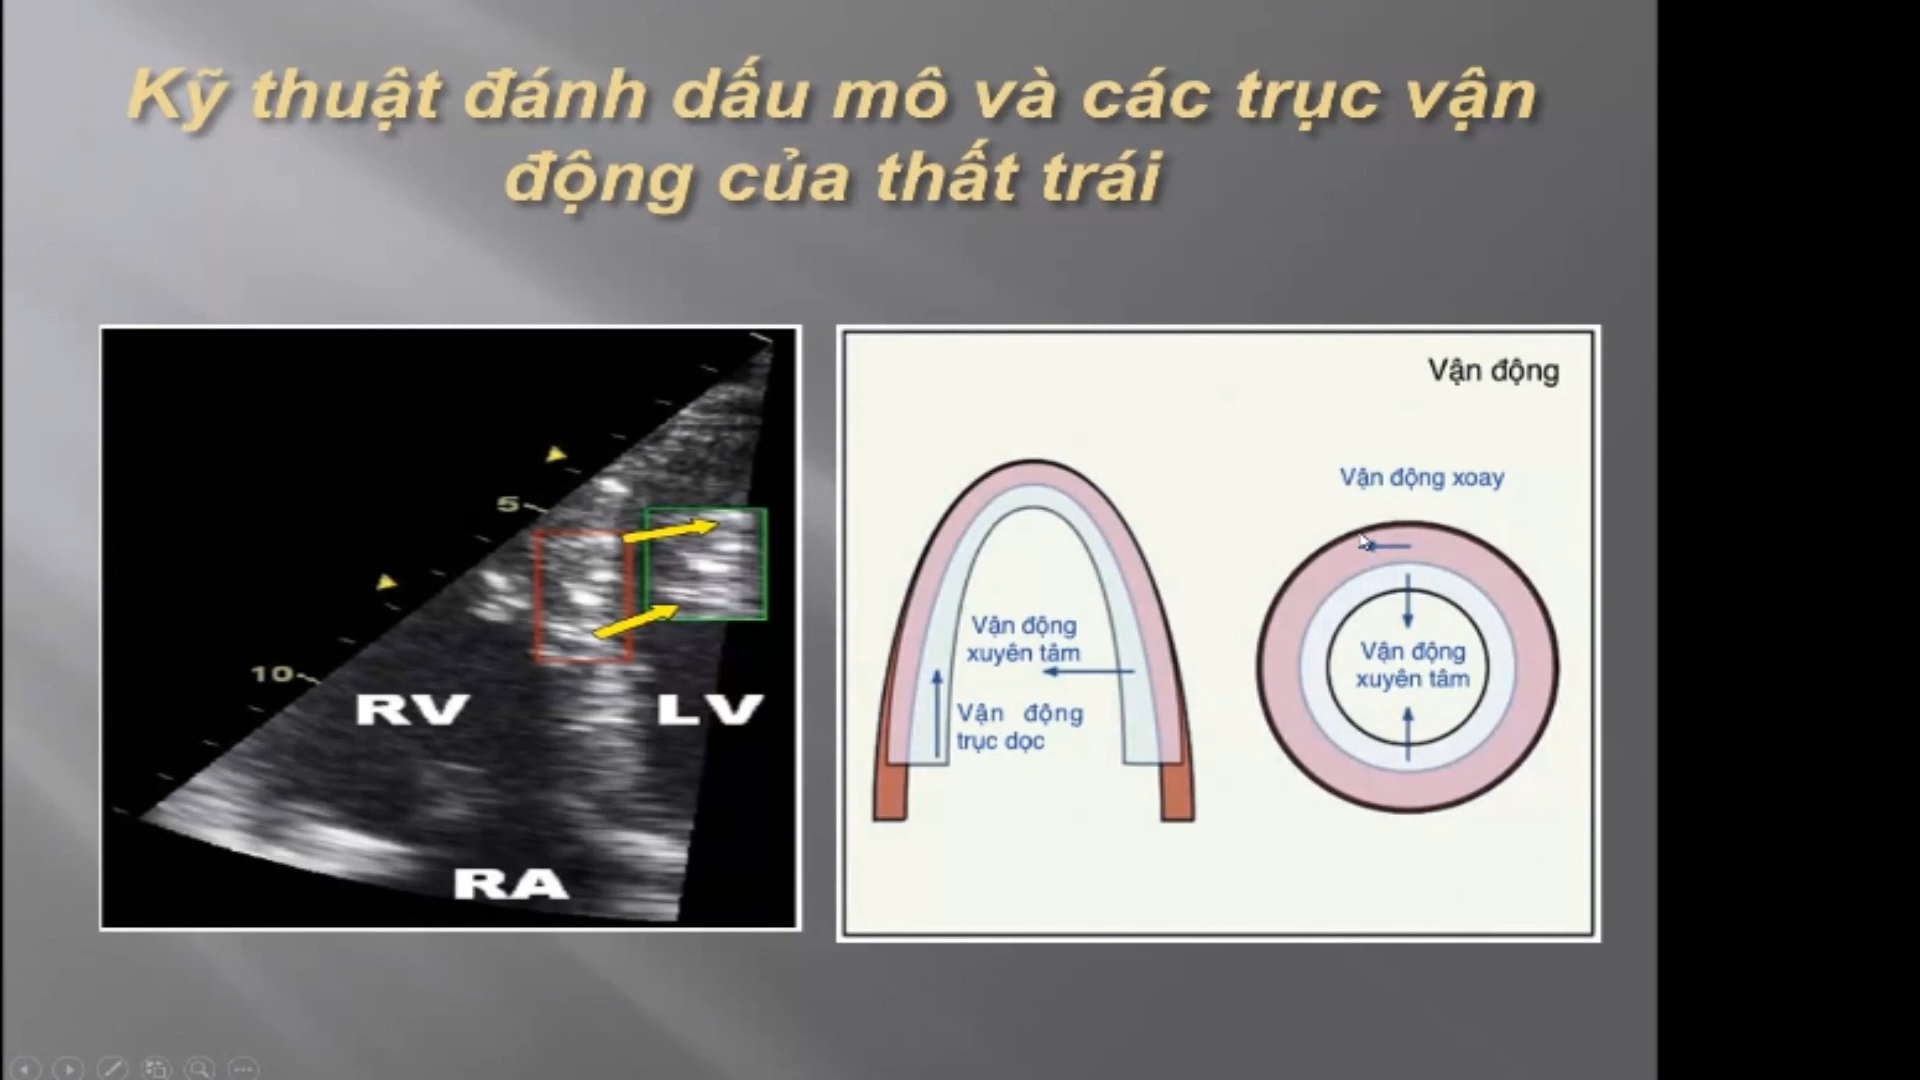 Kỹ thuật đánh dấu mô và các trục vận
động của thất trái
5
10
RV
LV
RA
Vận động
Vận động xoay
Vận động
xuyên tâm
Vận động
trục dọc
Vận động
xuyên tâm